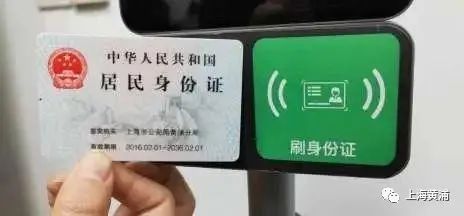 中华人民共和国
居民身份证
签发机关 上海市公安局黄浦分局
有效期限 2016.02.01-2036.02.01
刷身份证
上海黄浦